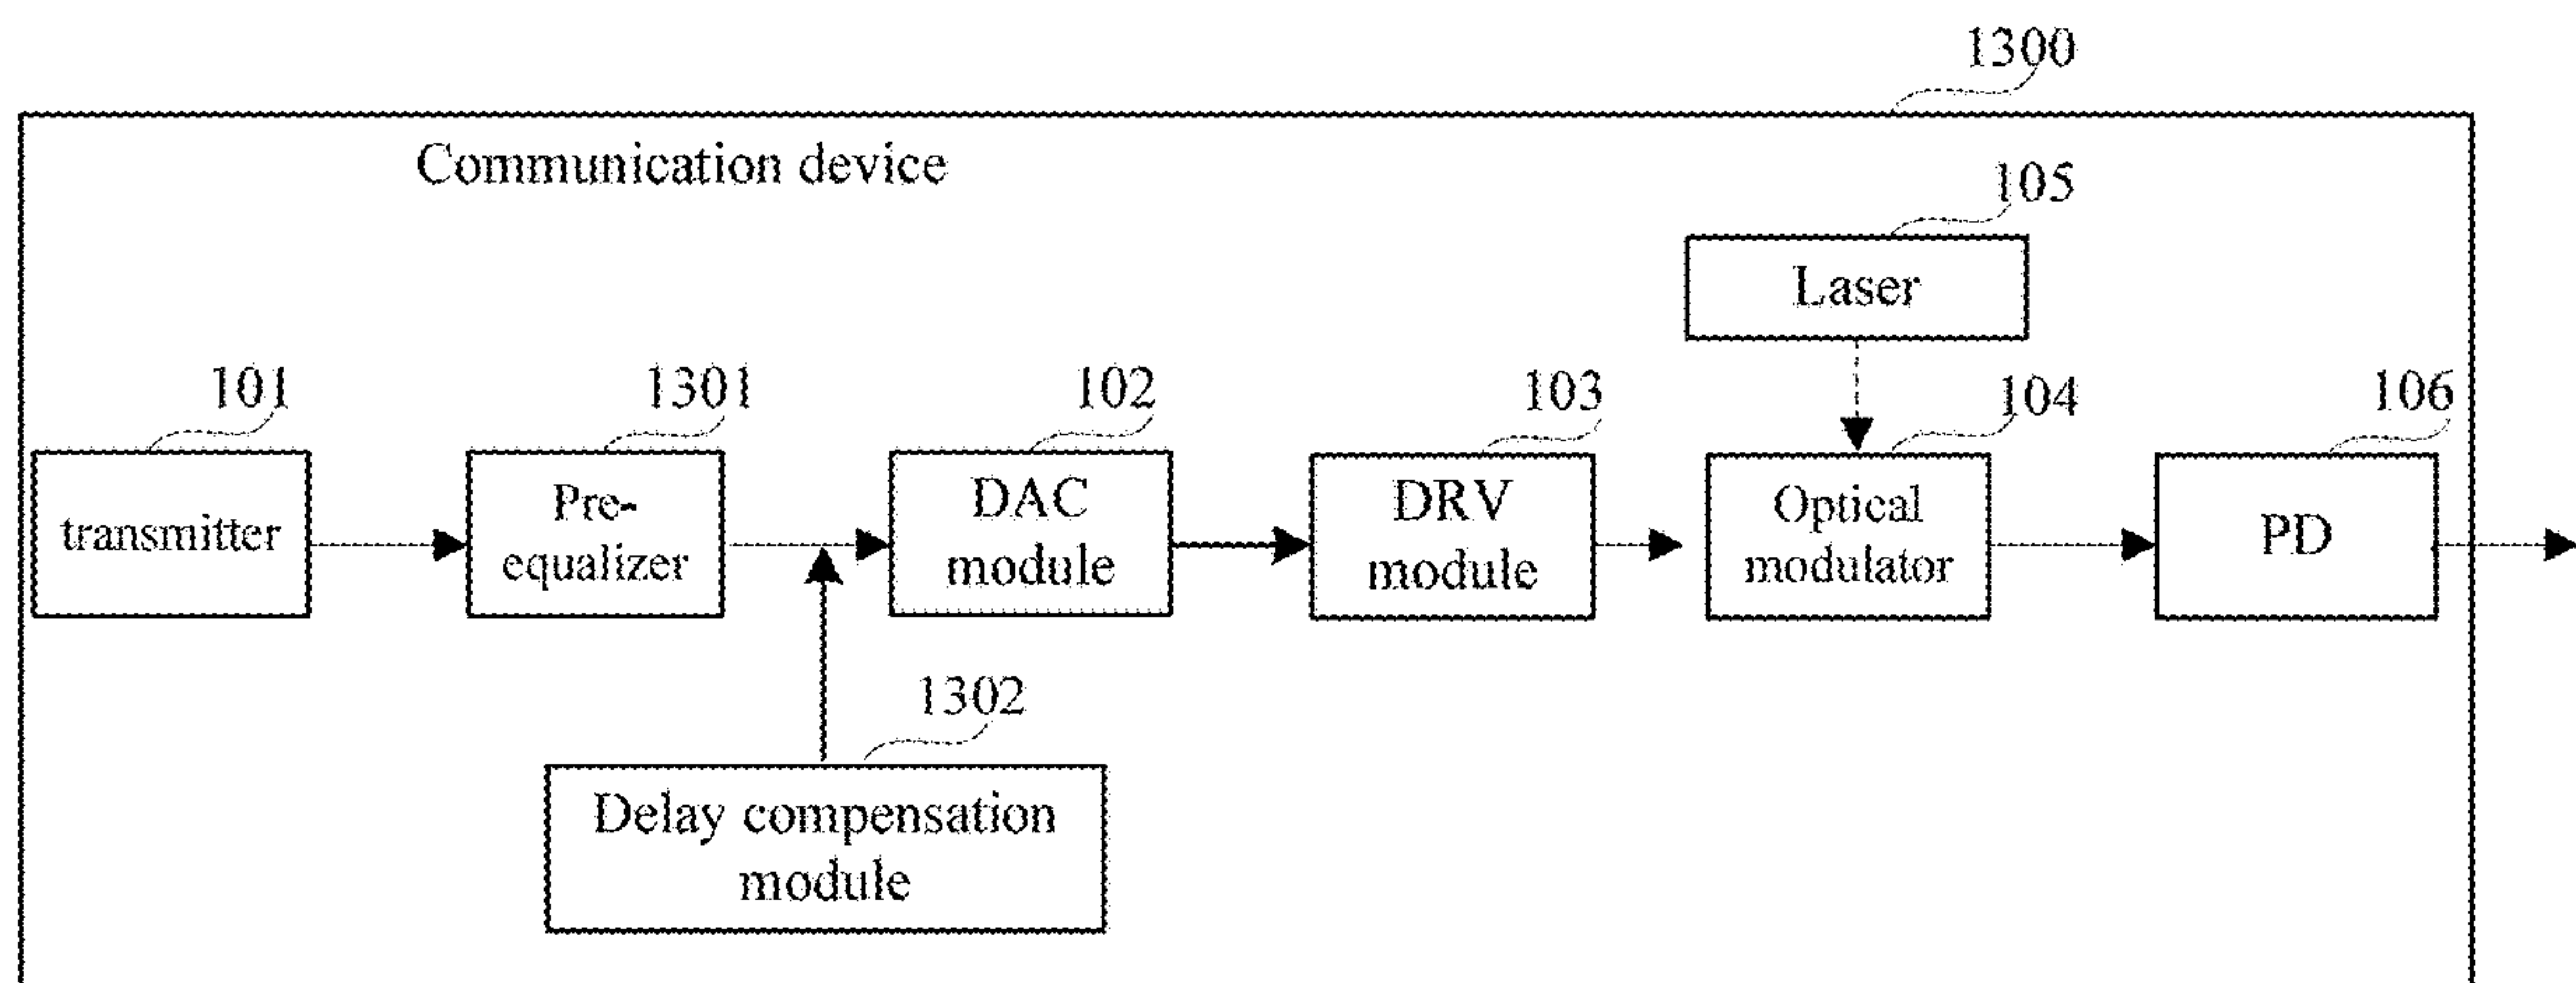 1300
Communication device
105
Laser
101
1301
102
103
104
106
transmitter
Pre-
equalizer
DAC
module
DRV
module
Optical
modulator
PD
1302
Delay compensation
module